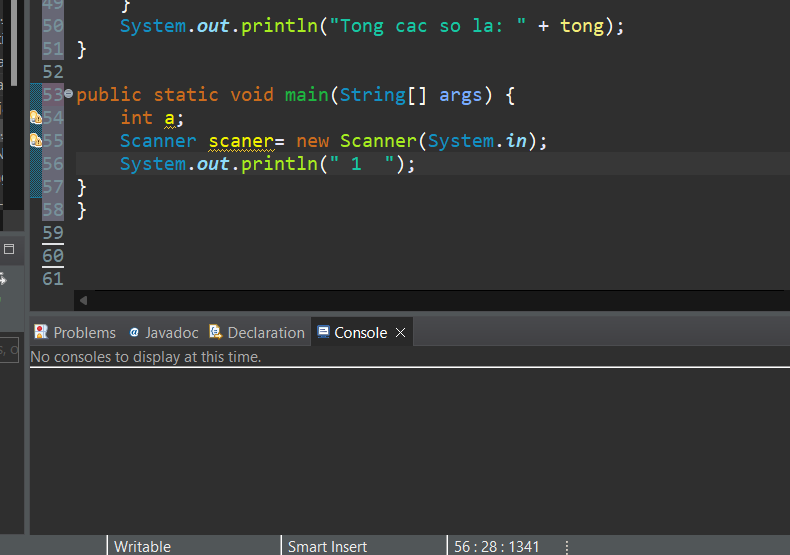 49 }
50 System.out.println("Tong cac so la: " + tong);
51 }
52
53 public static void main(String[] args) {
54 int a;
55 Scanner scaner= new Scanner(System.in);
56 System.out.println(" 1  ");
57 }
58 }
59
60
61
Problems Javadoc Declaration Console
No consoles to display at this time.
Writable Smart Insert 56 : 28 : 1341